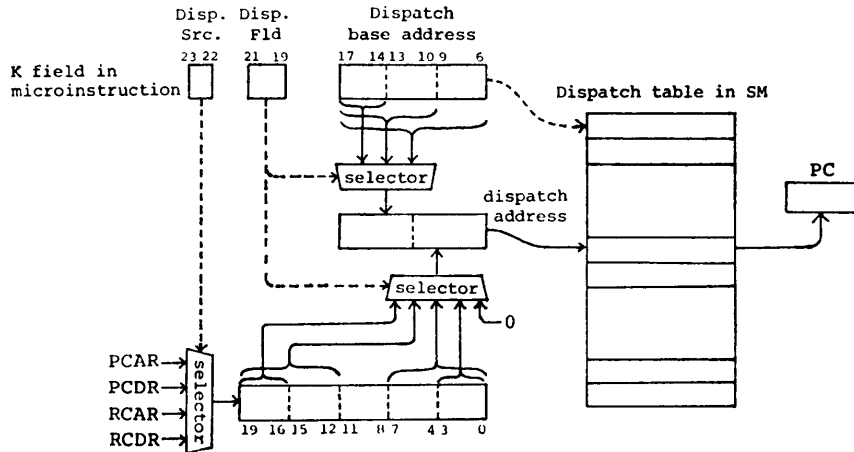 Disp. Src.
Disp. Fld
Dispatch base address
23 22
21 19
17 14 13 10 9 6
K field in microinstruction
Dispatch table in SM
PC
selector
dispatch address
selector
0
PCAR
PCDR
RCAR
RCDR
selector
19 16 15 12 11 8 7 4 3 0